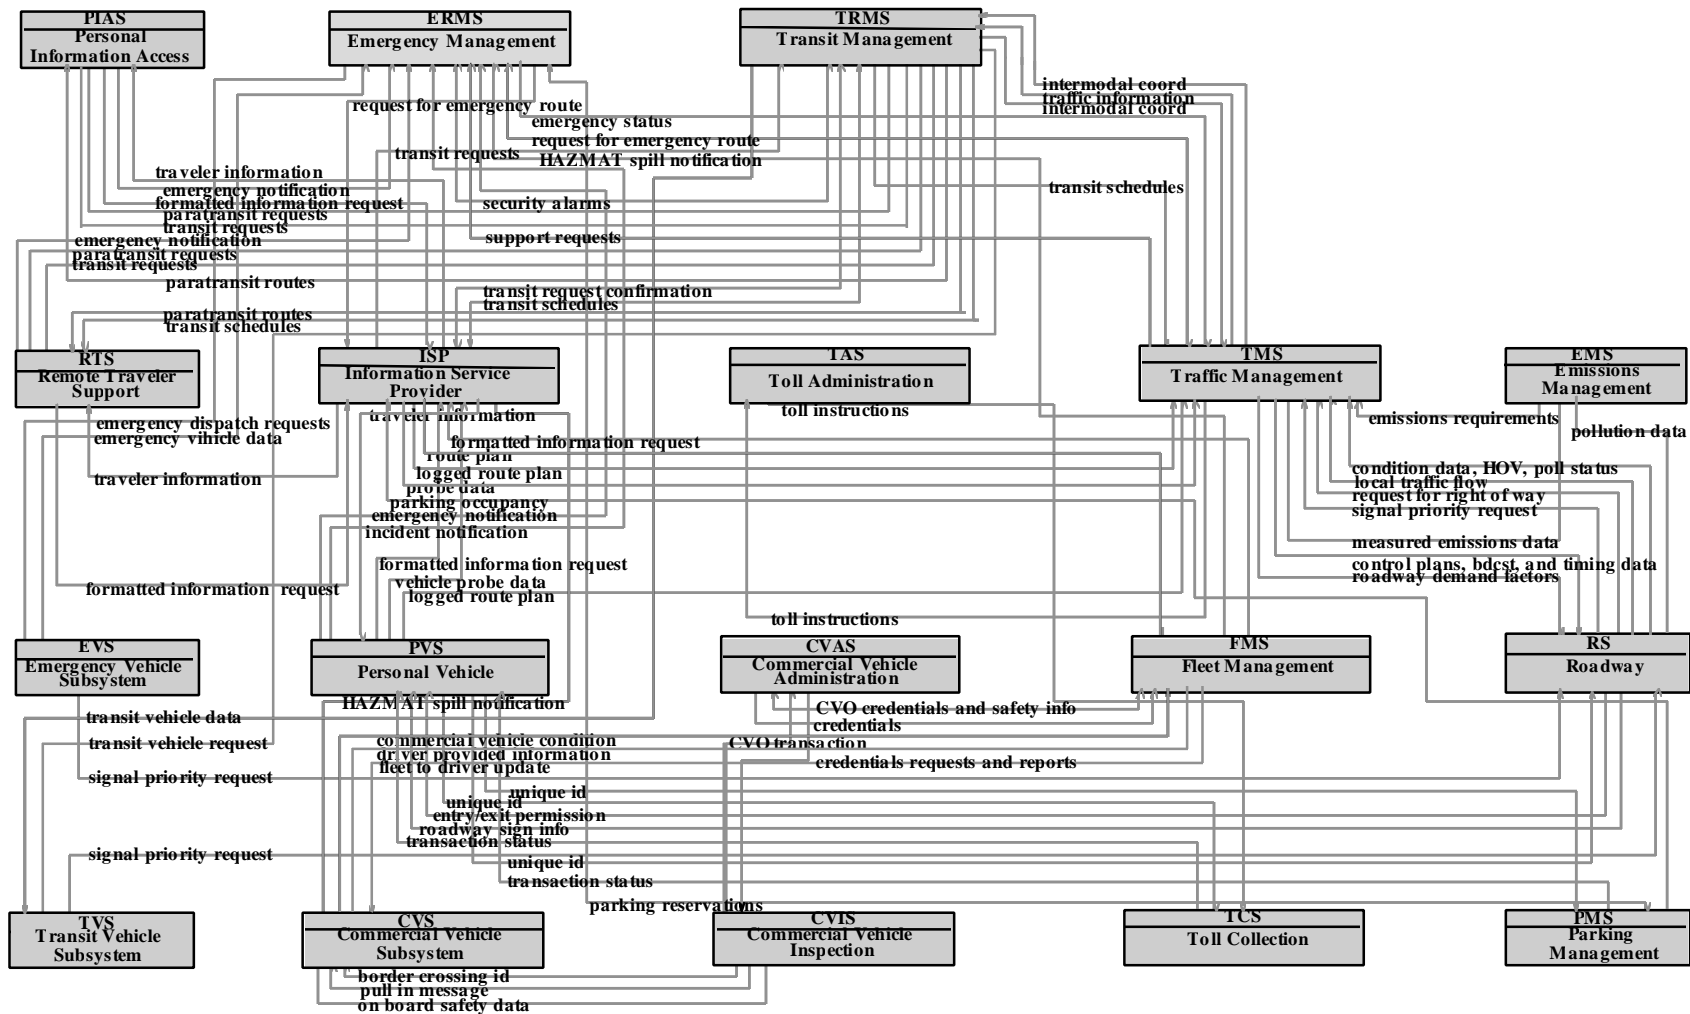 PIAS
Personal
Information Access
ERMS
Emergency Management
TRMS
Transit Management
intermodal coord
traffic information
intermodal coord
request for emergency route
emergency status
request for emergency route
transit requests
HAZMAT spill notification
traveler information
emergency notification
transit schedules
formatted information request
security alarms
paratransit requests
transit requests
emergency notification
support requests
paratransit requests
transit requests
paratransit routes
transit request confirmation
transit schedules
paratransit routes
transit schedules
RTS
Remote Traveler
Support
ISP
Information Service
Provider
TAS
Toll Administration
TMS
Traffic Management
EMS
Emissions
Management
traveler information
toll instructions
emissions requirements
emergency dispatch requests
emergency vihicle data
pollution data
formatted information request
route plan
logged route plan
traveler information
probe data
parking occupancy
emergency notification
incident notification
condition data, HOV, poll status
local traffic flow
request for right of way
signal priority request
measured emissions data
formatted information request
control plans, bdcst, and timing data
roadway demand factors
vehicle probe data
logged route plan
formatted information  request
toll instructions
EVS
Emergency Vehicle
Subsystem
PVS
Personal Vehicle
CVAS
Commercial Vehicle
Administration
FMS
Fleet Management
RS
Roadway
HAZMAT spill notification
CVO credentials and safety info
transit vehicle data
credentials
transit vehicle request
commercial vehicle condition
CVO transaction
driver provided information
fleet to driver update
credentials requests and reports
signal priority request
unique id
unique id
entry/exit permission
roadway sign info
transaction status
signal priority request
unique id
transaction status
parking reservations
TVS
Transit Vehicle
Subsystem
CVS
Commercial Vehicle
Subsystem
CVIS
Commercial Vehicle
Inspection
TCS
Toll Collection
PMS
Parking
Management
border crossing id
pull in message
on board safety data